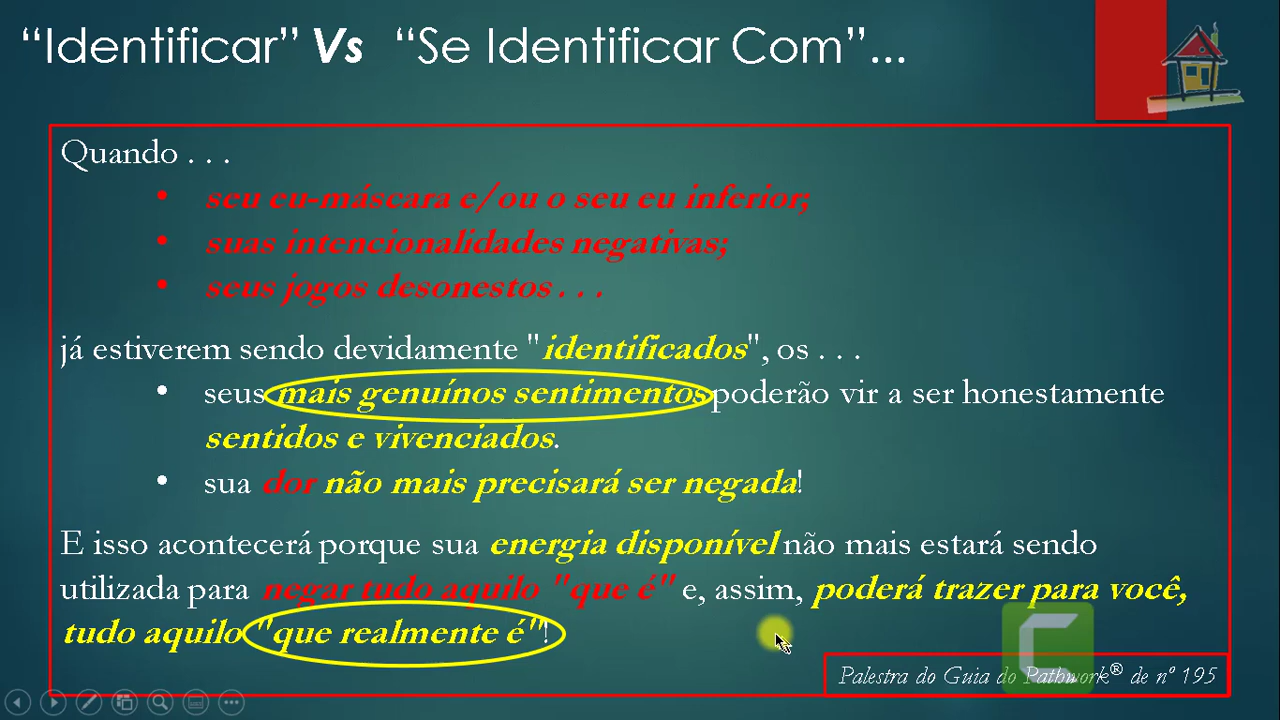 “Identificar” Vs “Se Identificar Com”...
Quando . . .
• seu eu-máscara e/ou o seu eu inferior;
• suas intencionalidades negativas;
• seus jogos desonestos . . .
já estiverem sendo devidamente "identificados", os . . .
• seus mais genuínos sentimentos poderão vir a ser honestamente
sentidos e vivenciados.
• sua dor não mais precisará ser negada!
E isso acontecerá porque sua energia disponível não mais estará sendo
utilizada para negar tudo aquilo "que é" e, assim, poderá trazer para você,
tudo aquilo "que realmente é"!
Palestra do Guia do Pathwork® de nº 195